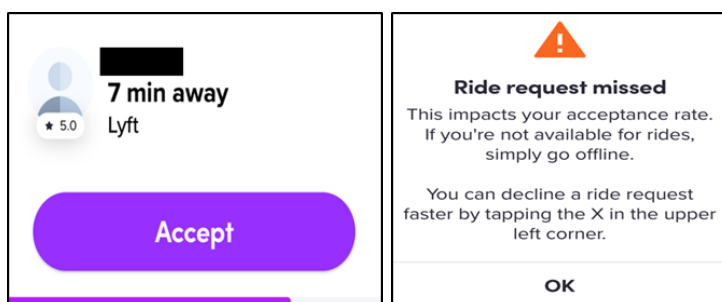 7 min away
★ 5.0
Lyft
Accept
Ride request missed
This impacts your acceptance rate.
If you're not available for rides,
simply go offline.
You can decline a ride request
faster by tapping the X in the upper
left corner.
OK